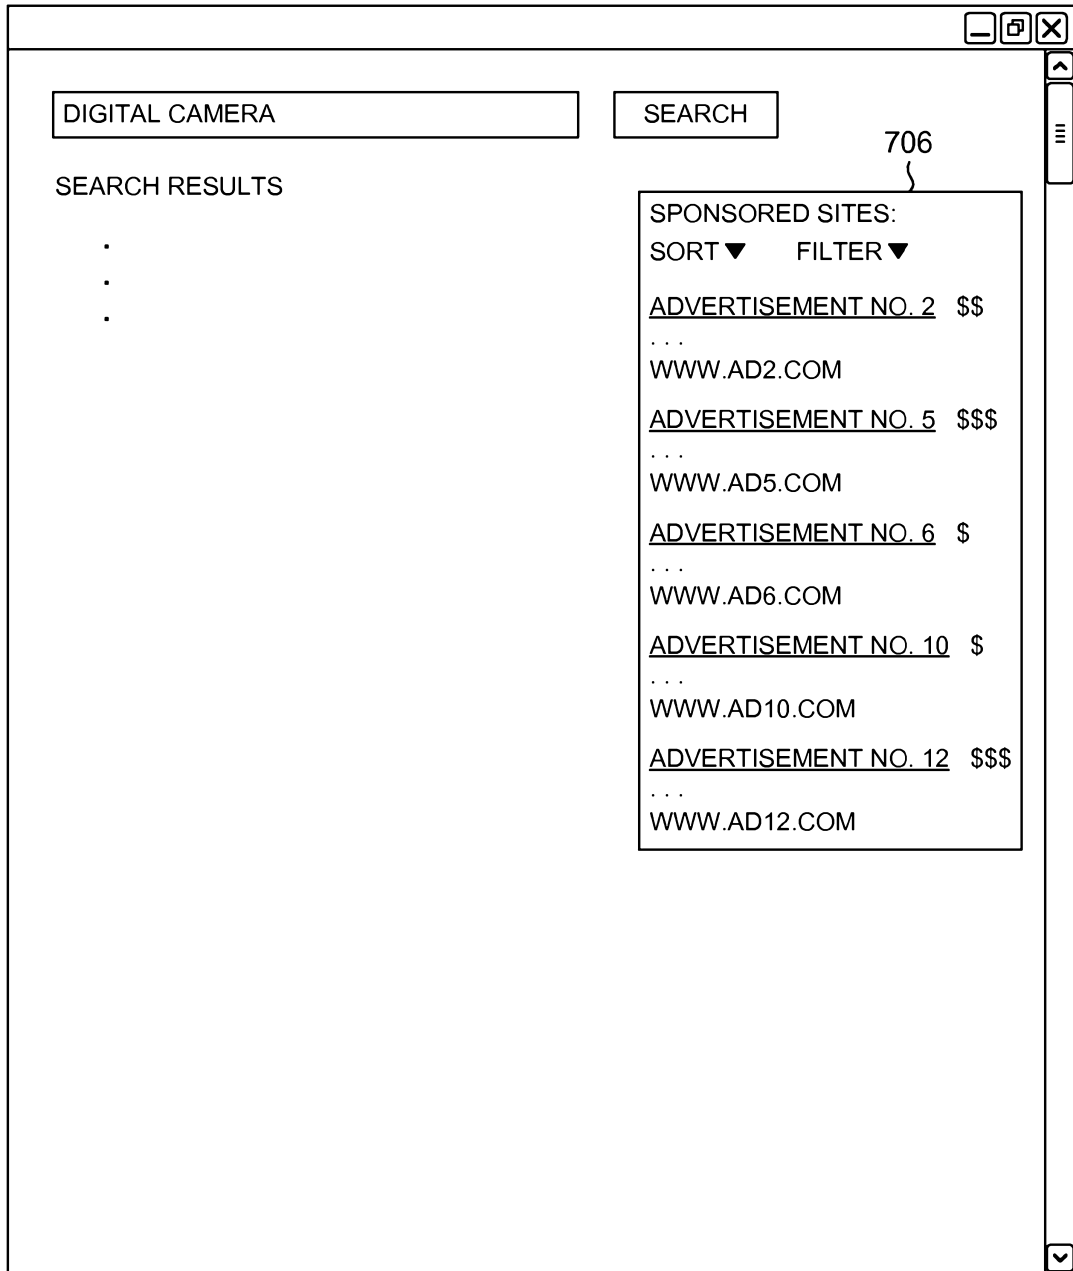 DIGITAL CAMERA
SEARCH
706
SEARCH RESULTS
.
.
.
SPONSORED SITES:
SORT▼ FILTER▼
ADVERTISEMENT NO. 2 $$
. . .
WWW.AD2.COM
ADVERTISEMENT NO. 5 $$$
. . .
WWW.AD5.COM
ADVERTISEMENT NO. 6 $
. . .
WWW.AD6.COM
ADVERTISEMENT NO. 10 $
. . .
WWW.AD10.COM
ADVERTISEMENT NO. 12 $$$
. . .
WWW.AD12.COM